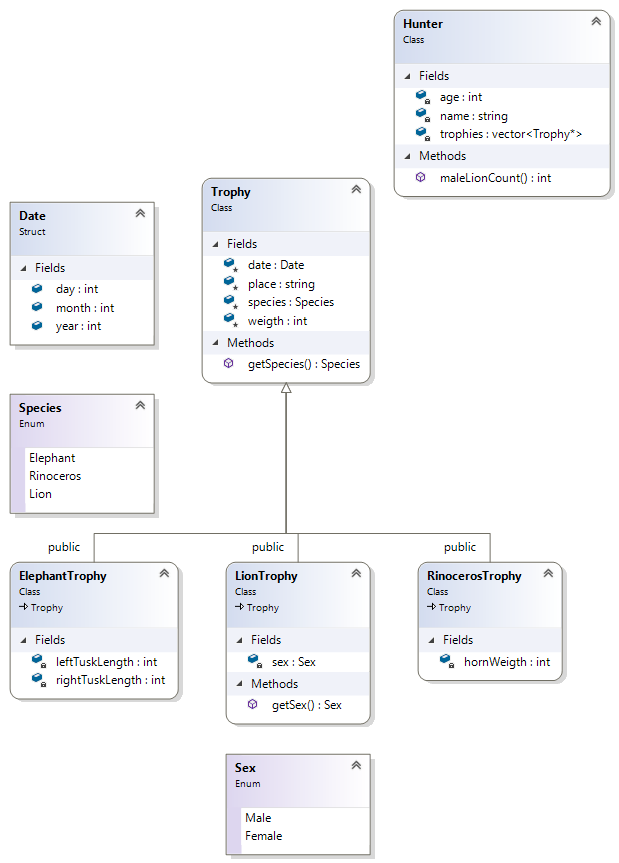 Hunter
Class
Fields
age : int
name : string
trophies : vector<Trophy*>
Methods
maleLionCount() : int
Trophy
Class
Fields
date : Date
place : string
species : Species
weigth : int
Methods
getSpecies() : Species
Date
Struct
Fields
day : int
month : int
year : int
Species
Enum
Elephant
Rinoceros
Lion
public
public
public
ElephantTrophy
Class
Trophy
Fields
leftTuskLength : int
rightTuskLength : int
LionTrophy
Class
Trophy
Fields
sex : Sex
Methods
getSex() : Sex
RinocerosTrophy
Class
Trophy
Fields
hornWeigth : int
Sex
Enum
Male
Female